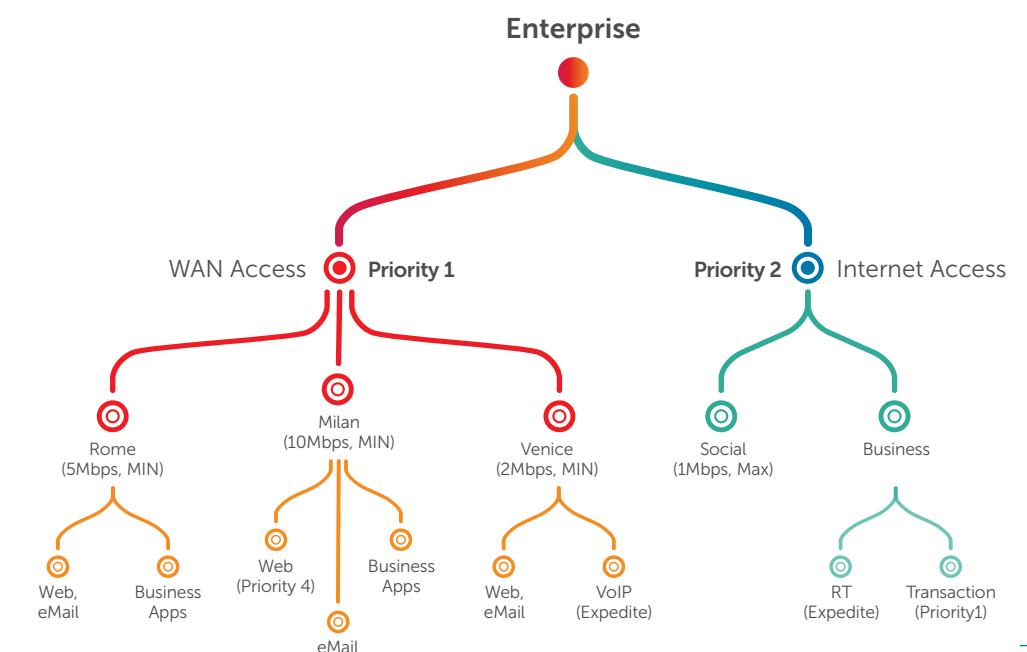 Enterprise
WAN Access
Priority 1
Priority 2
Internet Access
Rome
(5Mbps, MIN)
Milan
(10Mbps, MIN)
Venice
(2Mbps, MIN)
Social
(1Mbps, Max)
Business
Web,
eMail
Business
Apps
Web
(Priority 4)
eMail
Business
Apps
Web,
eMail
VoIP
(Expedite)
RT
(Expedite)
Transaction
(Priority1)